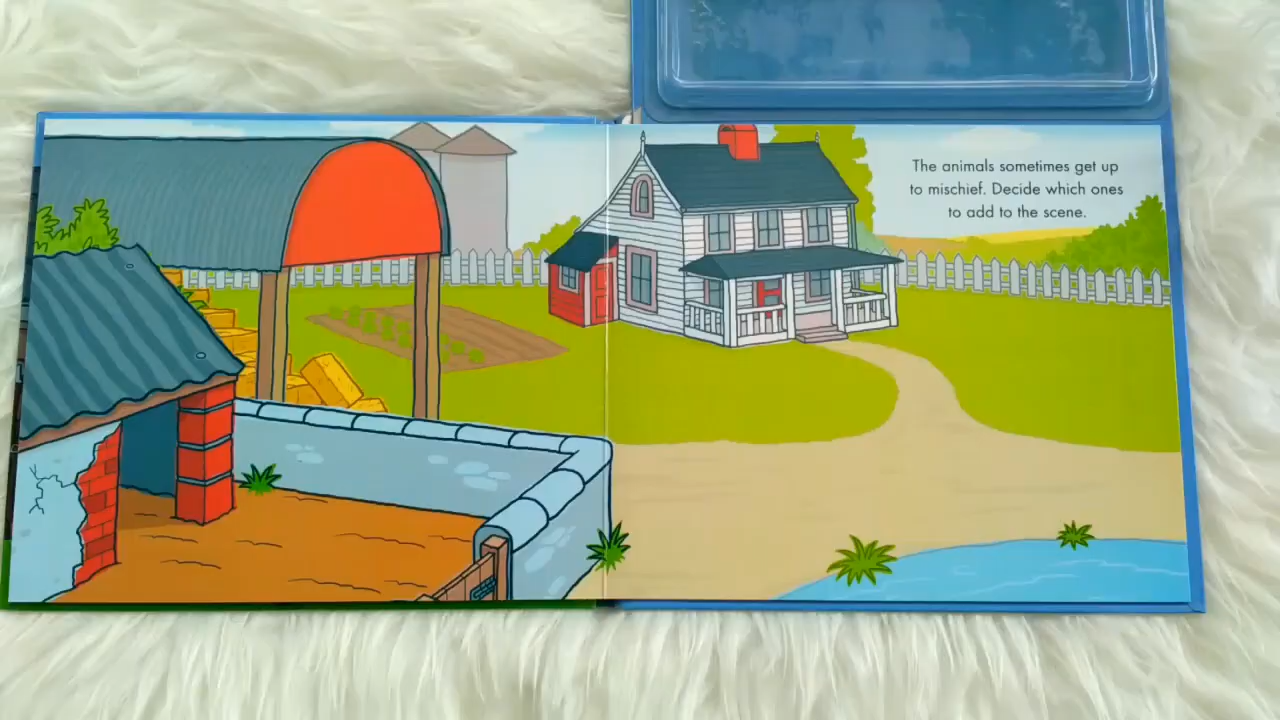 The animals sometimes get up
to mischief. Decide which ones
to add to the scene.